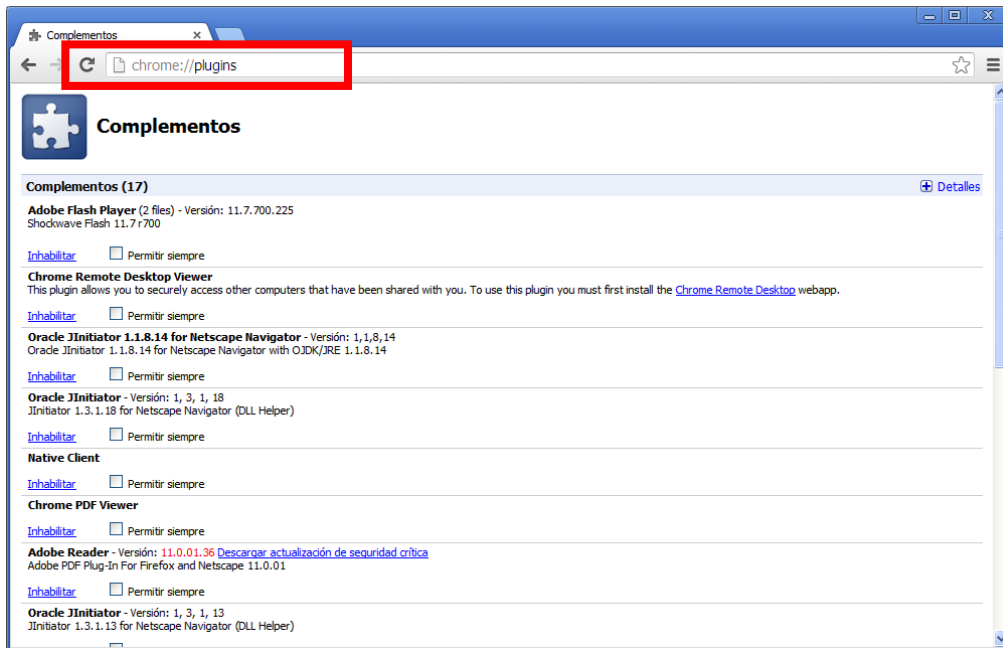 Complementos
chrome://plugins
Complementos
Complementos (17)
Detalles
Adobe Flash Player (2 files) - Versión: 11.7.700.225
Shockwave Flash 11.7 r700
Inhabilitar Permitir siempre
Chrome Remote Desktop Viewer
This plugin allows you to securely access other computers that have been shared with you. To use this plugin you must first install the Chrome Remote Desktop webapp.
Inhabilitar Permitir siempre
Oracle JInitiator 1.1.8.14 for Netscape Navigator - Versión: 1,1,8,14
Oracle JInitiator 1.1.8.14 for Netscape Navigator with OJDK/JRE 1.1.8.14
Inhabilitar Permitir siempre
Oracle JInitiator - Versión: 1, 3, 1, 18
JInitiator 1.3.1.18 for Netscape Navigator (DLL Helper)
Inhabilitar Permitir siempre
Native Client
Inhabilitar Permitir siempre
Chrome PDF Viewer
Inhabilitar Permitir siempre
Adobe Reader - Versión: 11.0.01.36 Descargar actualización de seguridad crítica
Adobe PDF Plug-In For Firefox and Netscape 11.0.01
Inhabilitar Permitir siempre
Oracle JInitiator - Versión: 1, 3, 1, 13
JInitiator 1.3.1.13 for Netscape Navigator (DLL Helper)